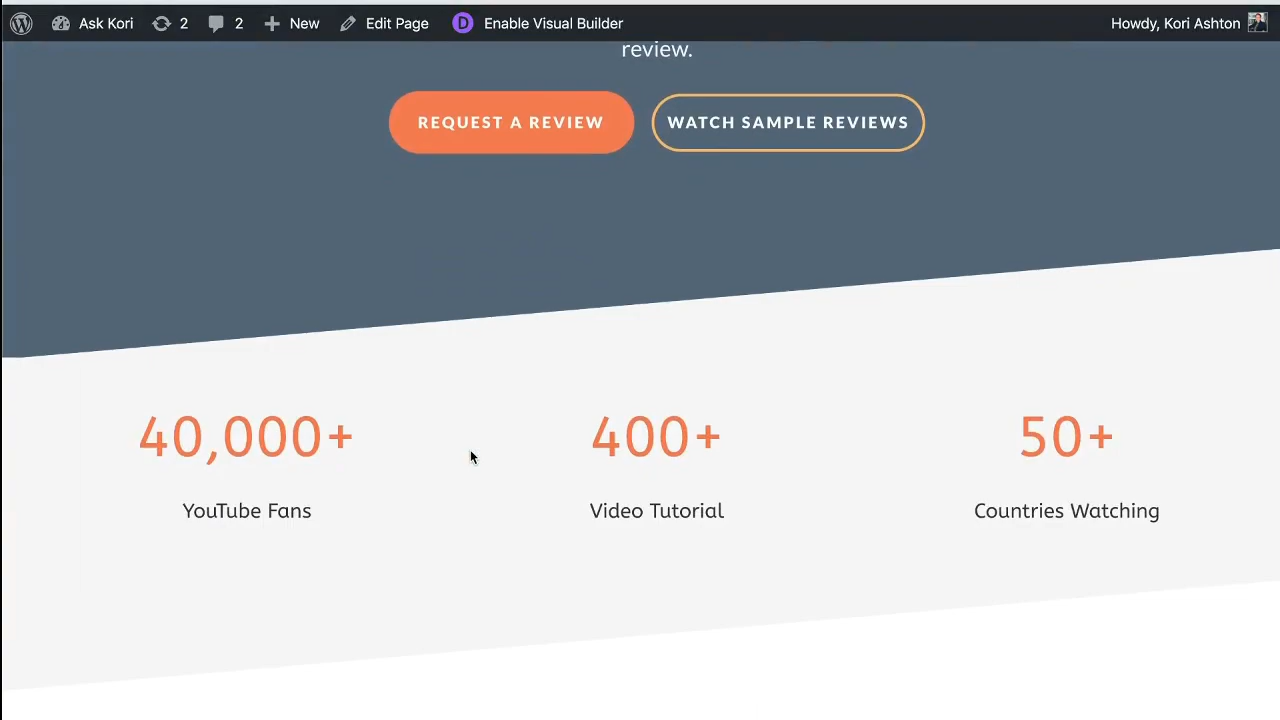 Ask Kori 2 2 New Edit Page D Enable Visual Builder Howdy, Kori Ashton
review.
REQUEST A REVIEW WATCH SAMPLE REVIEWS
40,000+ 400+ 50+
YouTube Fans Video Tutorial Countries Watching